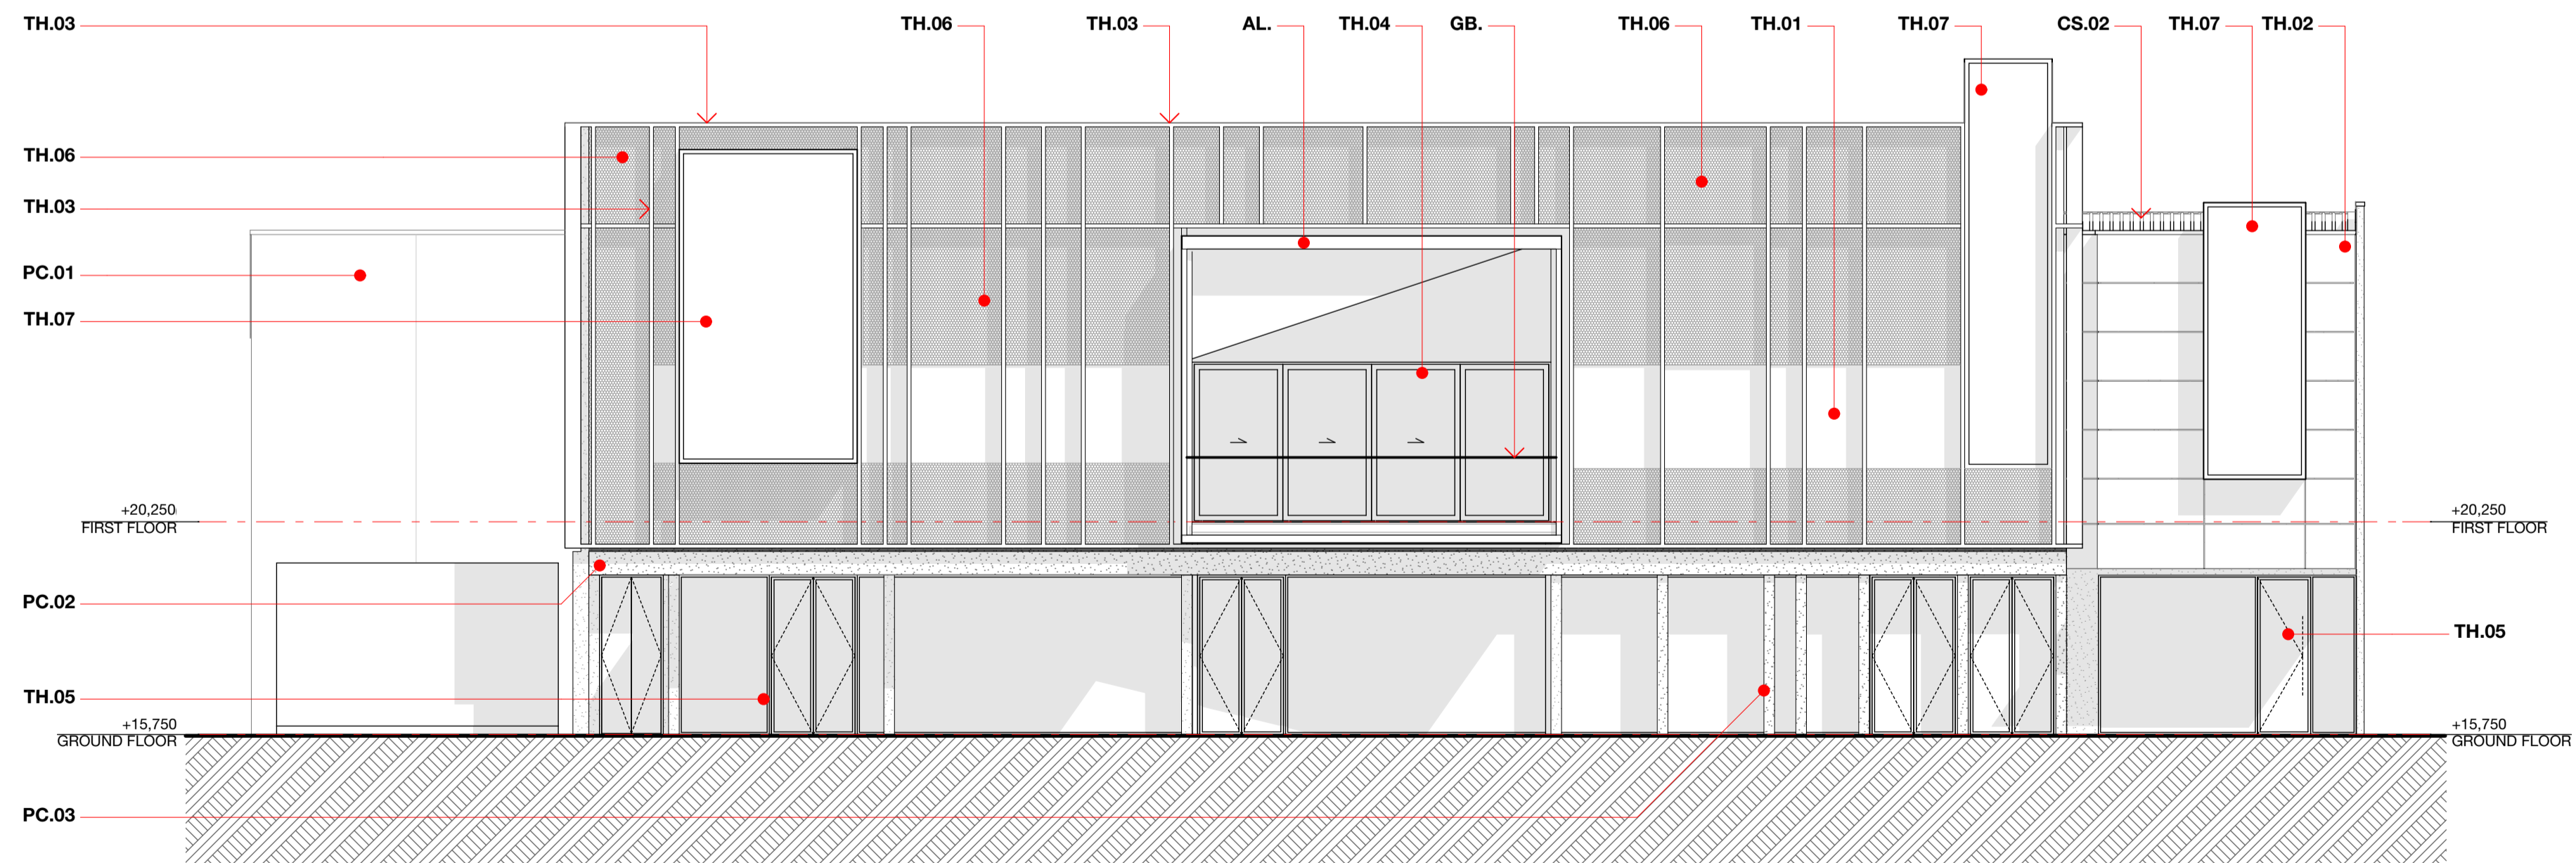 TH.03 TH.06 TH.03 AL. TH.04 GB. TH.06 TH.01 TH.07 CS.02 TH.07 TH.02
TH.06
TH.03
PC.01
TH.07
+20,250
FIRST FLOOR
+20,250
FIRST FLOOR
PC.02
TH.05
TH.05
+15,750
GROUND FLOOR
+15,750
GROUND FLOOR
PC.03